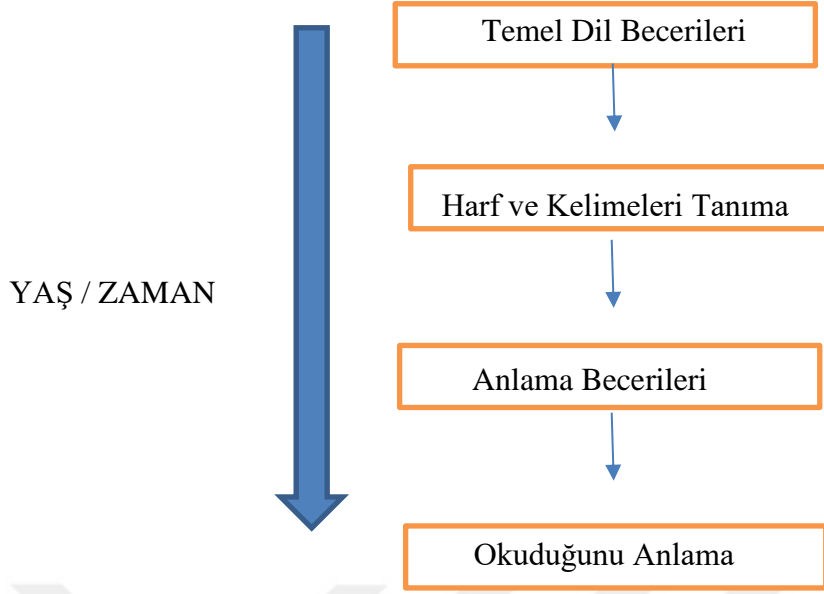 Temel Dil Becerileri
Harf ve Kelimeleri Tanıma
YAŞ / ZAMAN
Anlama Becerileri
Okuduğunu Anlama